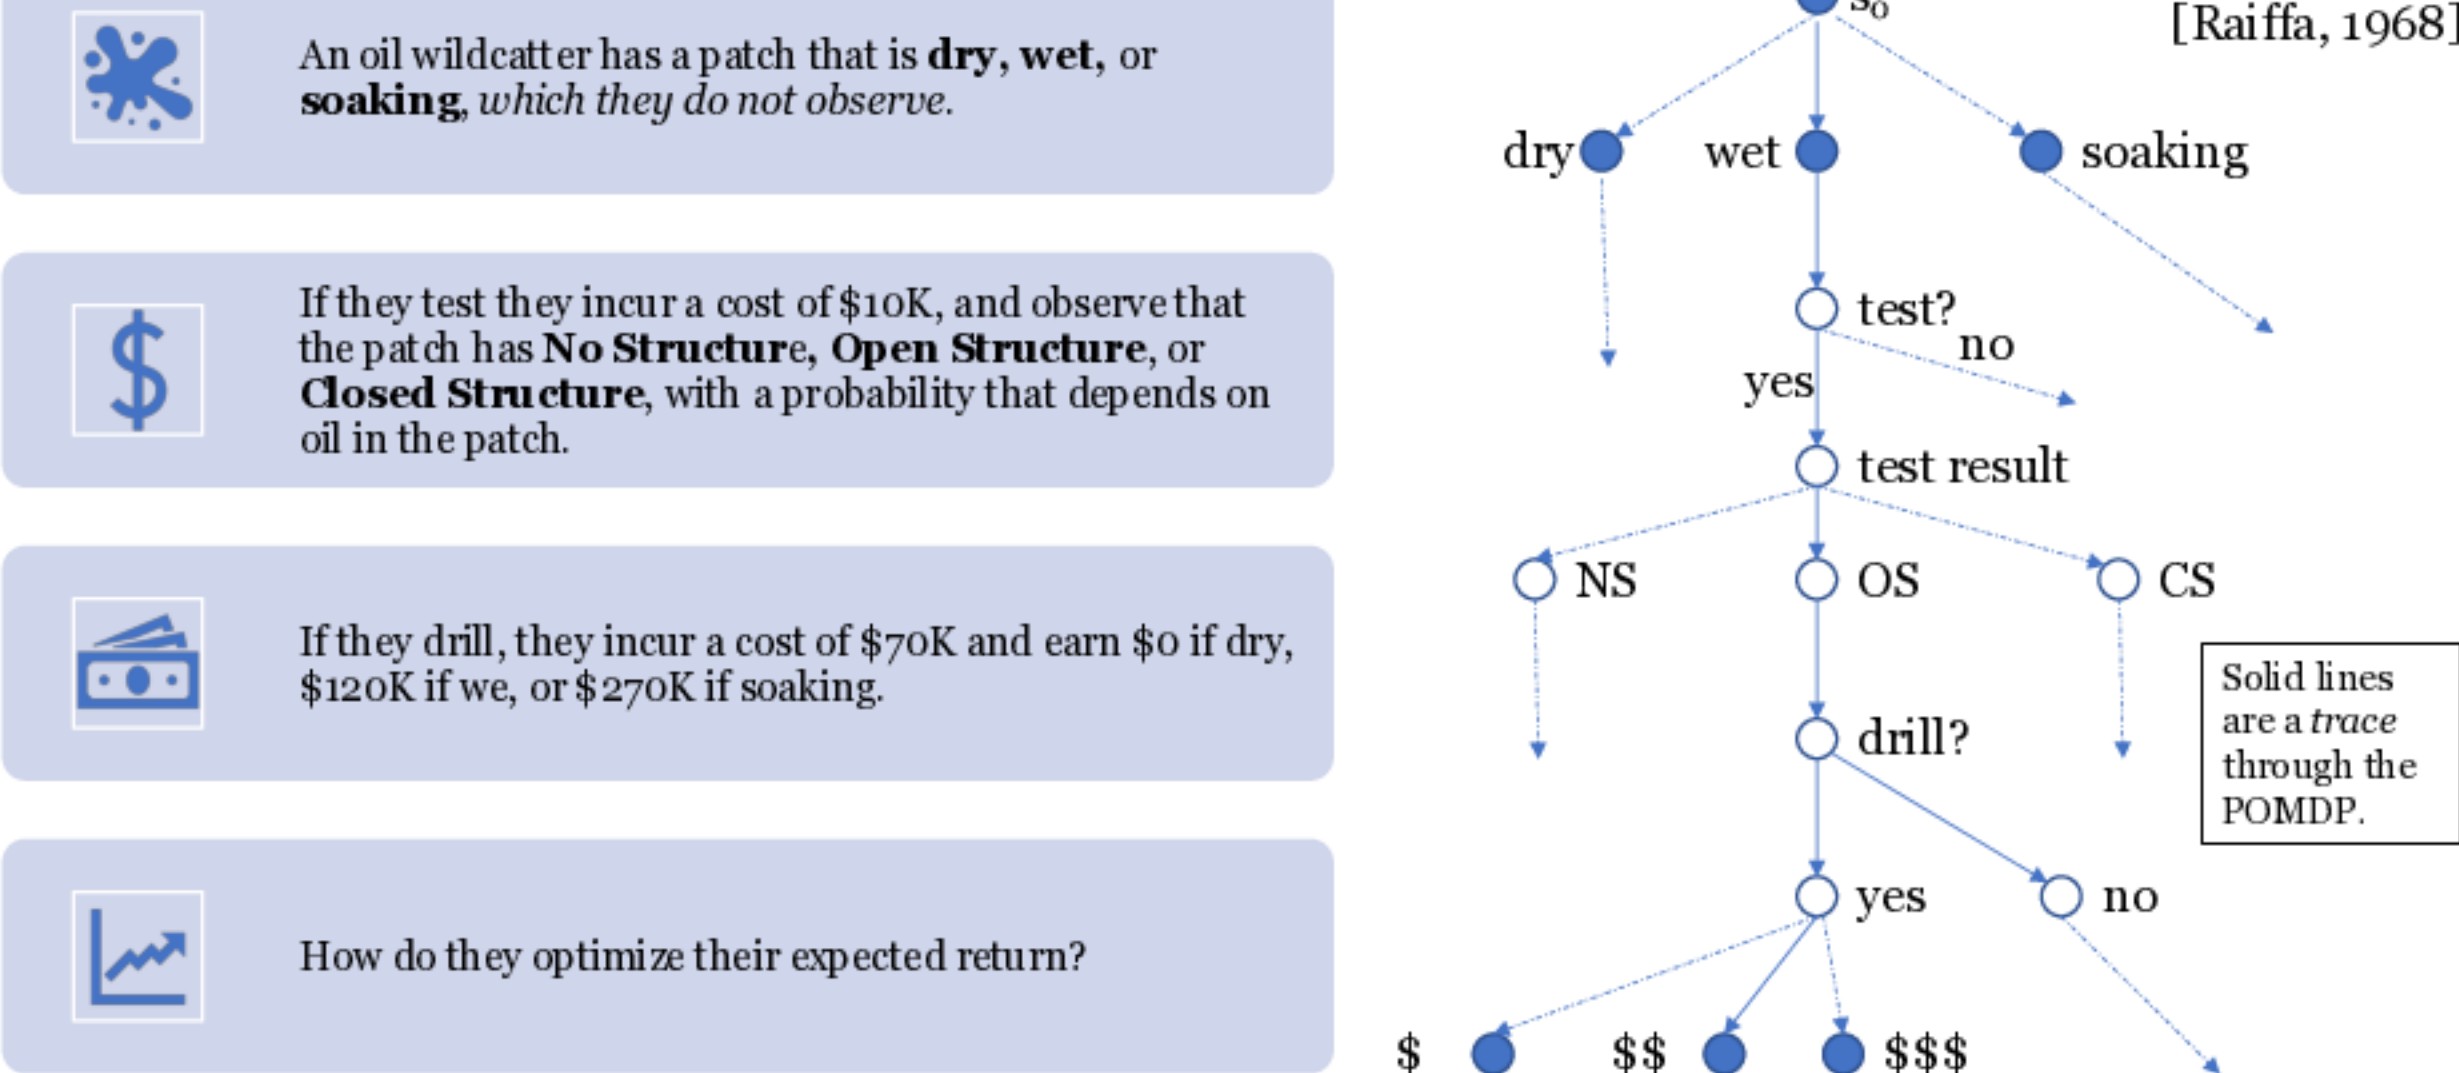 An oil wildcatter has a patch that is dry, wet, or
soaking, which they do not observe.
If they test they incur a cost of $10K, and observe that
the patch has No Structure, Open Structure, or
Closed Structure, with a probability that depends on
oil in the patch.
If they drill, they incur a cost of $70K and earn $0 if dry,
$120K if we, or $270K if soaking.
How do they optimize their expected return?
s₀
[Raiffa, 1968]
dry
wet
soaking
test?
no
yes
test result
NS
OS
CS
drill?
Solid lines
are a trace
through the
POMDP.
yes
no
$
$$
$$$